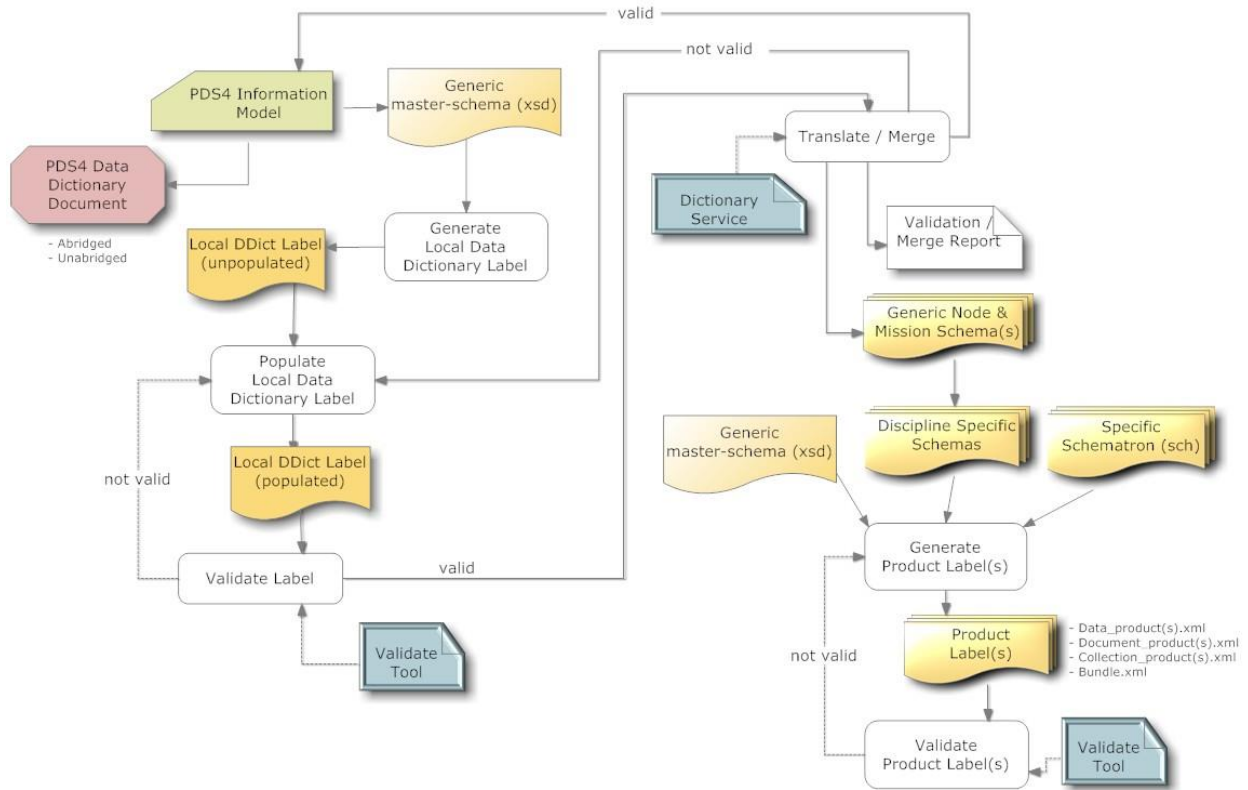 valid
not valid
PDS4 Information
Model
Generic
master-schema (xsd)
Translate / Merge
PDS4 Data
Dictionary
Document
- Abridged
- Unabridged
Dictionary
Service
Generate
Local Data
Dictionary Label
Local DDict Label
(unpopulated)
Validation /
Merge Report
Generic Node &
Mission Schema(s)
Populate
Local Data
Dictionary Label
Generic
master-schema (xsd)
Discipline Specific
Schemas
Specific
Schematron (sch)
Local DDict Label
(populated)
not valid
Validate Label
valid
Generate
Product Label(s)
Validate
Tool
not valid
Product
Label(s)
- Data_product(s).xml
- Document_product(s).xml
- Collection_product(s).xml
- Bundle.xml
Validate
Product Label(s)
Validate
Tool